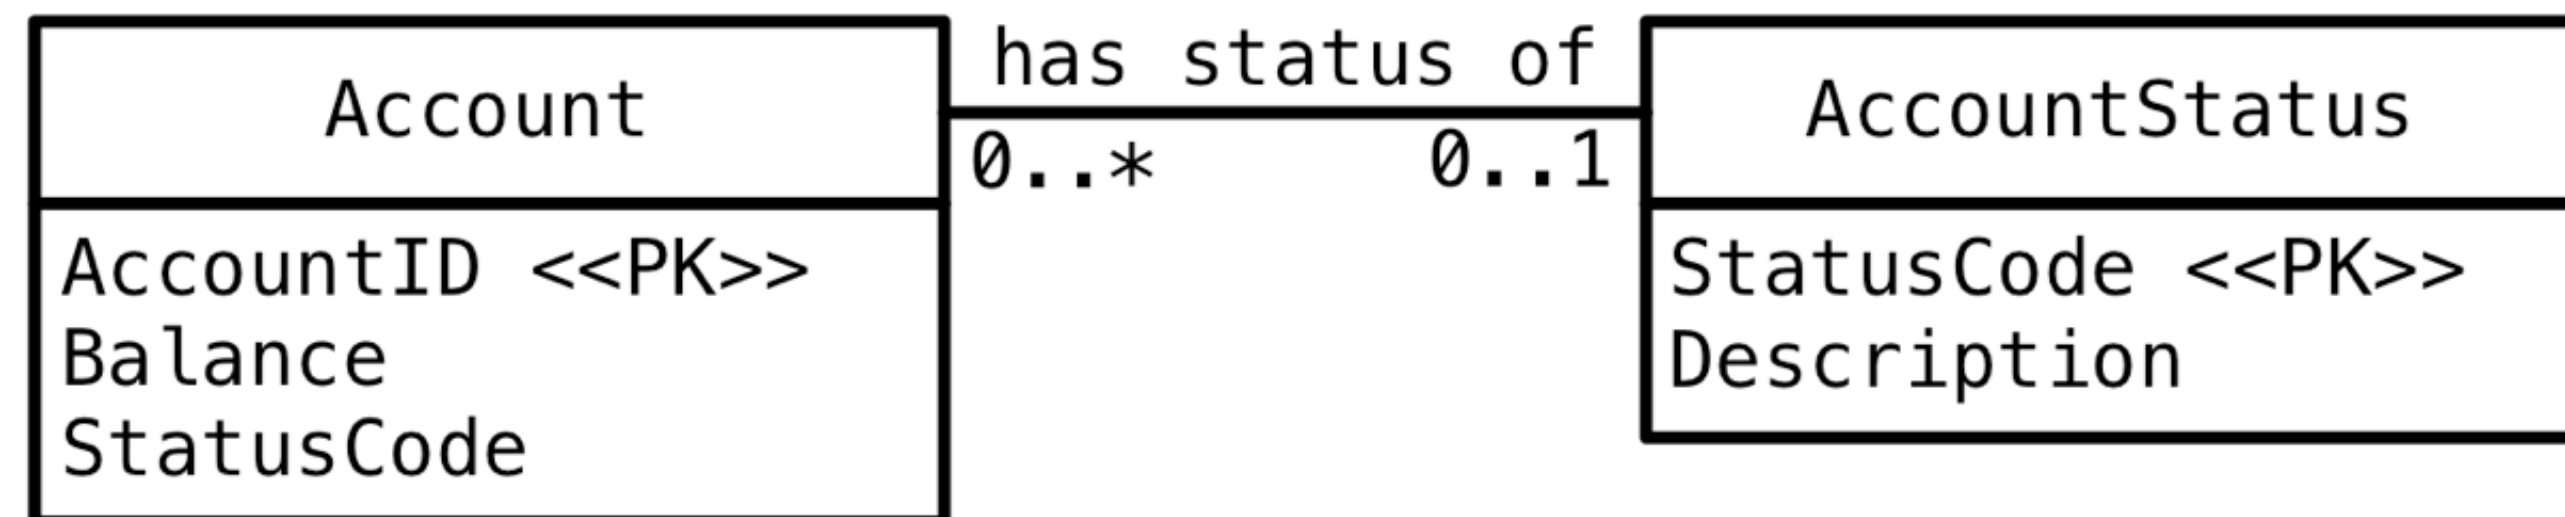 Account
has status of
0..*
0..1
AccountStatus
AccountID <<PK>>
Balance
StatusCode
StatusCode <<PK>>
Description